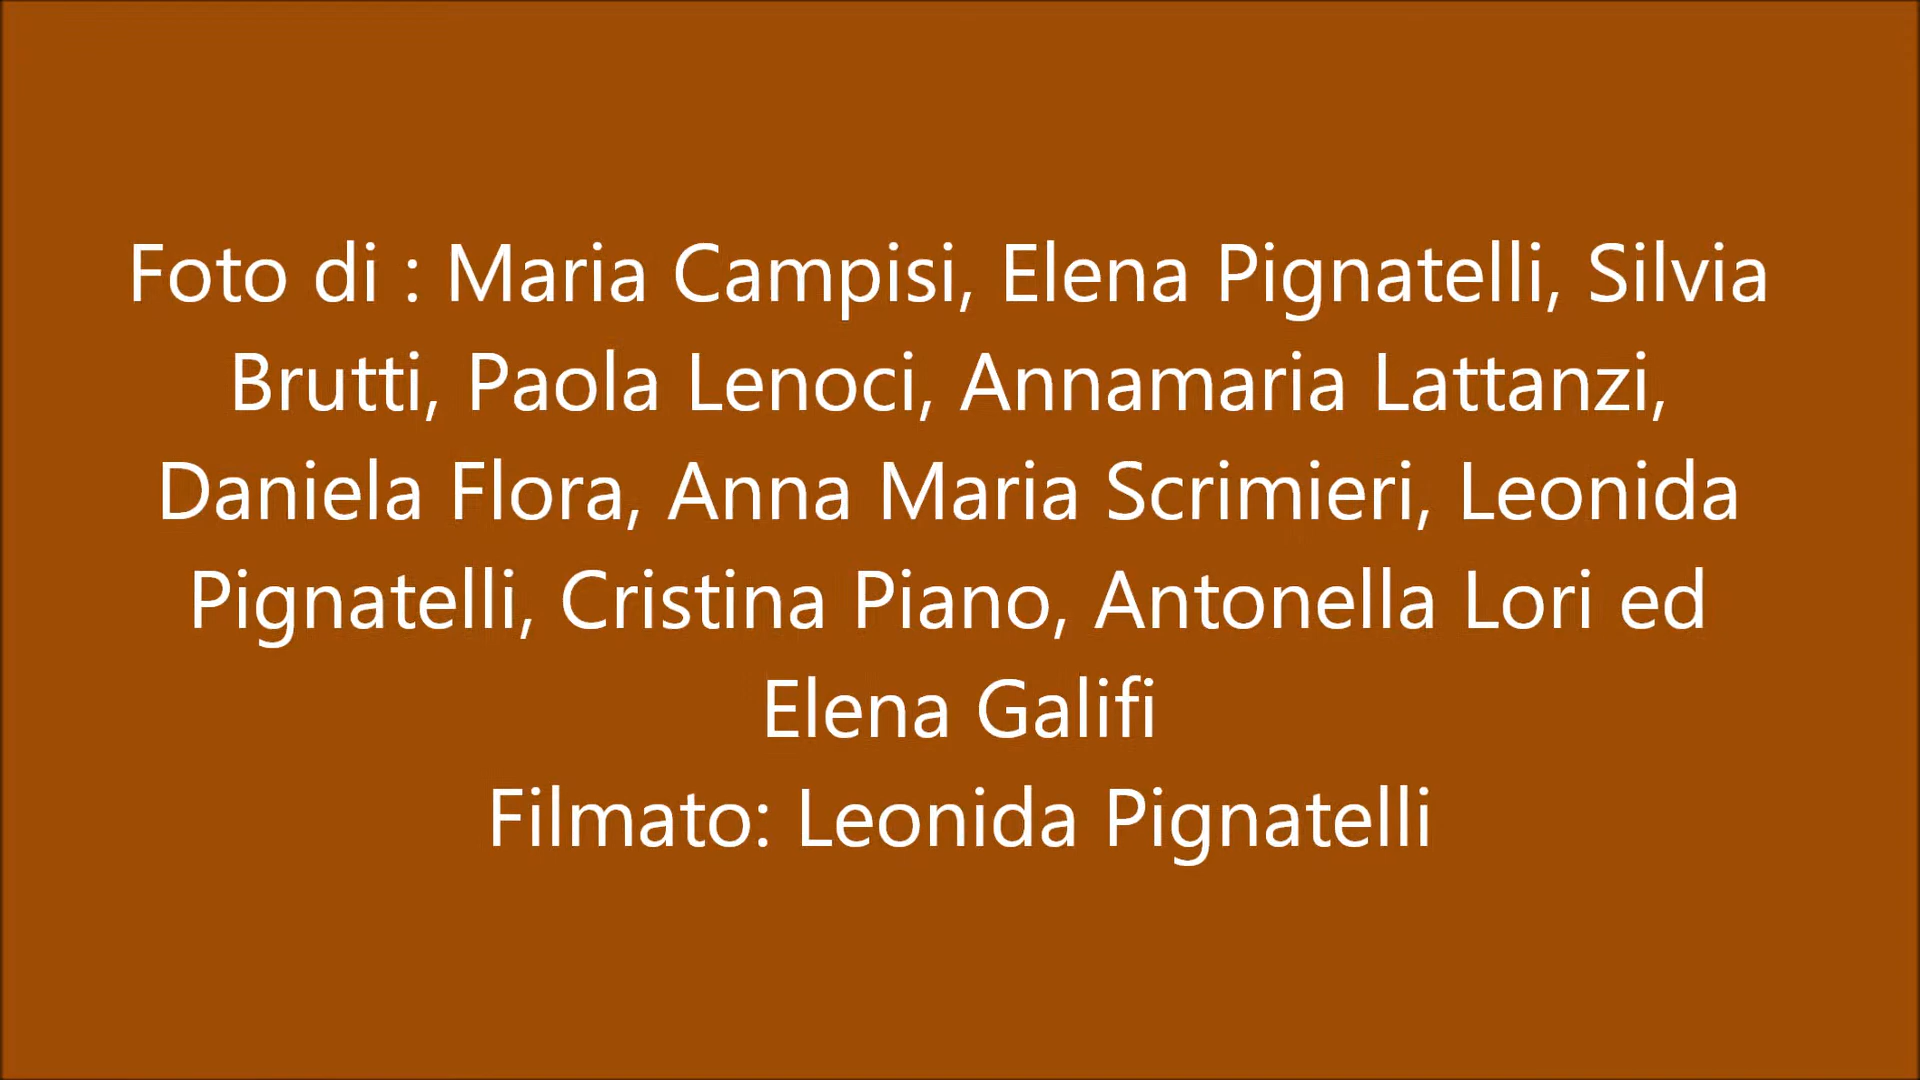 Foto di : Maria Campisi, Elena Pignatelli, Silvia
Brutti, Paola Lenoci, Annamaria Lattanzi,
Daniela Flora, Anna Maria Scrimieri, Leonida
Pignatelli, Cristina Piano, Antonella Lori ed
Elena Galifi
Filmato: Leonida Pignatelli